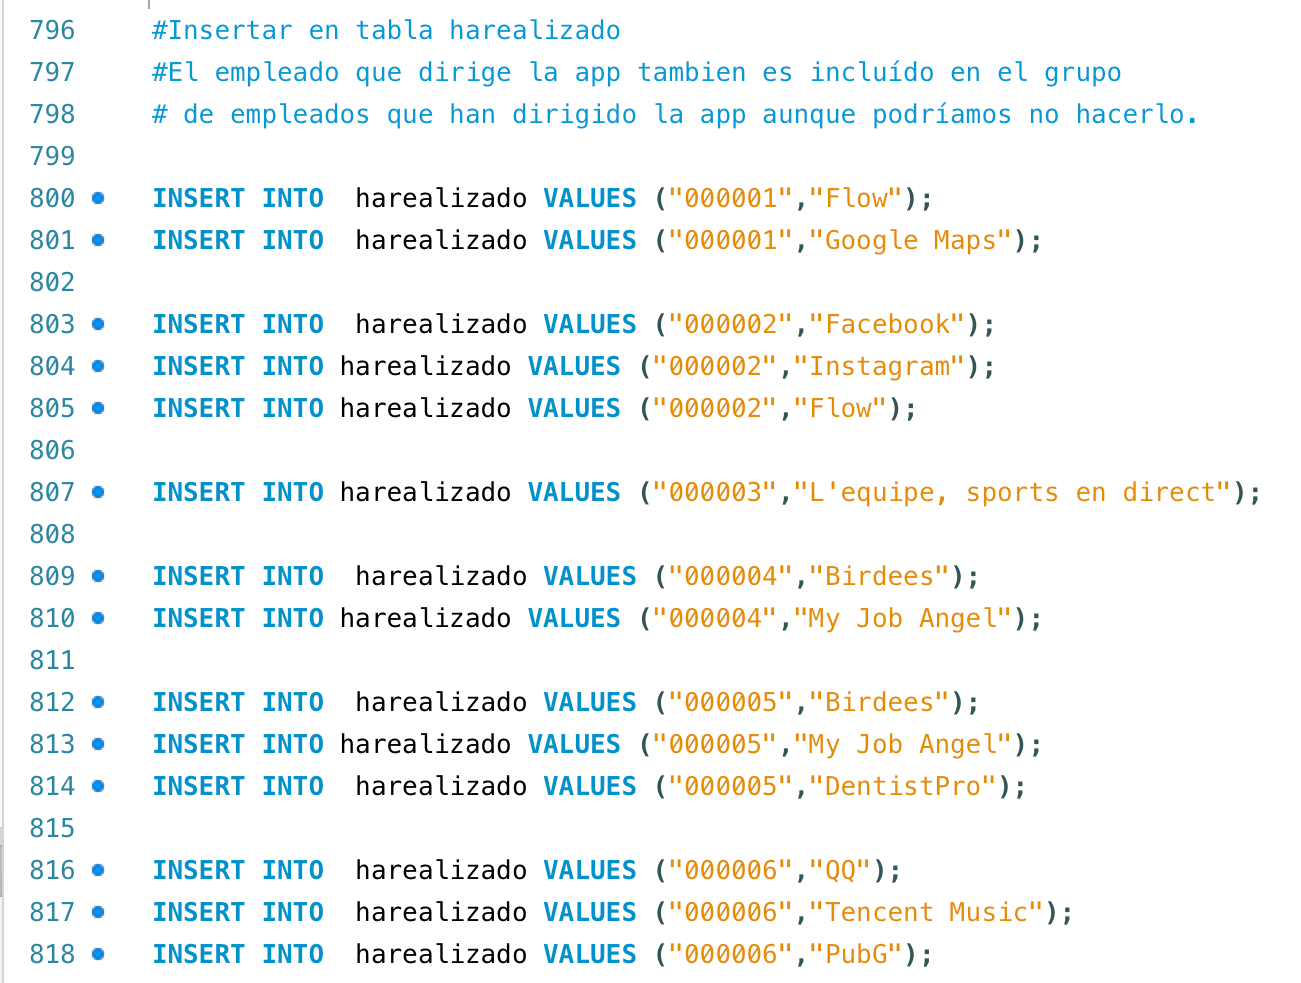 796 #Insertar en tabla harealizado
797 #El empleado que dirige la app tambien es incluído en el grupo
798 # de empleados que han dirigido la app aunque podríamos no hacerlo.
799
800 INSERT INTO  harealizado VALUES ("000001","Flow");
801 INSERT INTO  harealizado VALUES ("000001","Google Maps");
802
803 INSERT INTO  harealizado VALUES ("000002","Facebook");
804 INSERT INTO harealizado VALUES ("000002","Instagram");
805 INSERT INTO harealizado VALUES ("000002","Flow");
806
807 INSERT INTO harealizado VALUES ("000003","L'equipe, sports en direct");
808
809 INSERT INTO  harealizado VALUES ("000004","Birdees");
810 INSERT INTO harealizado VALUES ("000004","My Job Angel");
811
812 INSERT INTO  harealizado VALUES ("000005","Birdees");
813 INSERT INTO harealizado VALUES ("000005","My Job Angel");
814 INSERT INTO  harealizado VALUES ("000005","DentistPro");
815
816 INSERT INTO  harealizado VALUES ("000006","QQ");
817 INSERT INTO  harealizado VALUES ("000006","Tencent Music");
818 INSERT INTO  harealizado VALUES ("000006","PubG");